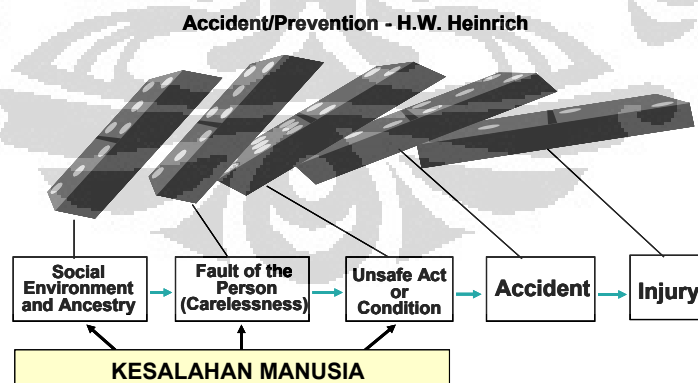 Accident/Prevention - H.W. Heinrich
Social
Environment
and Ancestry
Fault of the
Person
(Carelessness)
Unsafe Act
or
Condition
Accident
Injury
KESALAHAN MANUSIA